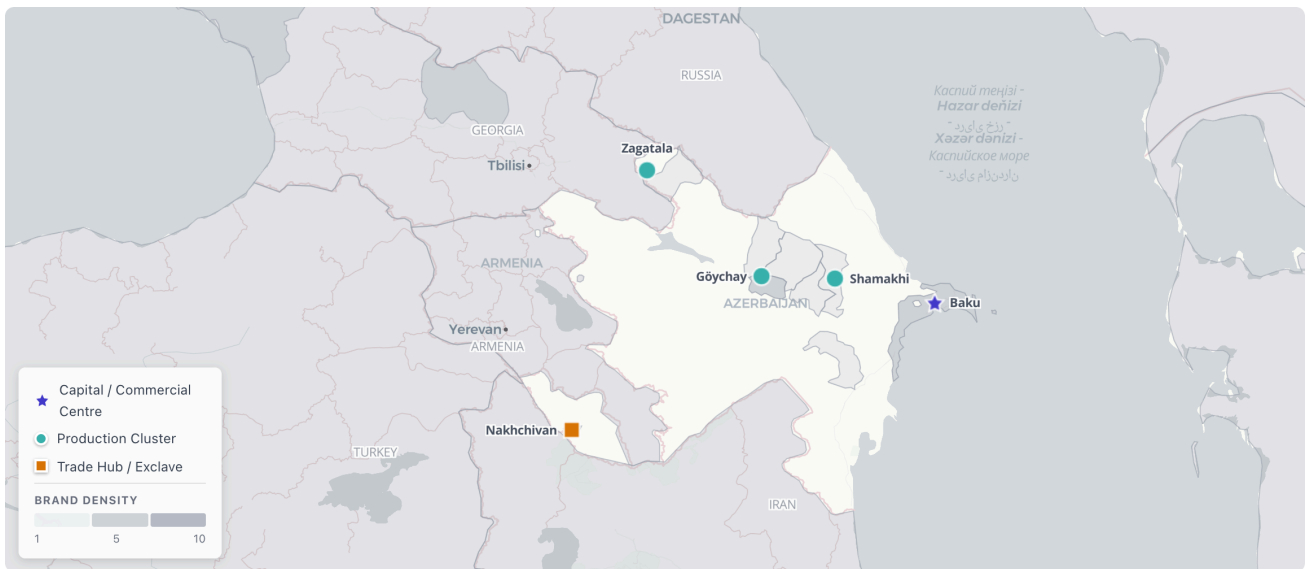 DAGESTAN
RUSSIA
Каспий теңізі -
Hazar deňizi
- دریای خزر -
Xəzər dənizi -
Каспийское море
- دریای مازندران
GEORGIA
Tbilisi
Zagatala
ARMENIA
Göychay
Shamakhi
AZERBAIJAN
Baku
Yerevan
ARMENIA
Nakhchivan
TURKEY
IRAN
Capital / Commercial
Centre
Production Cluster
Trade Hub / Exclave
BRAND DENSITY
1 5 10